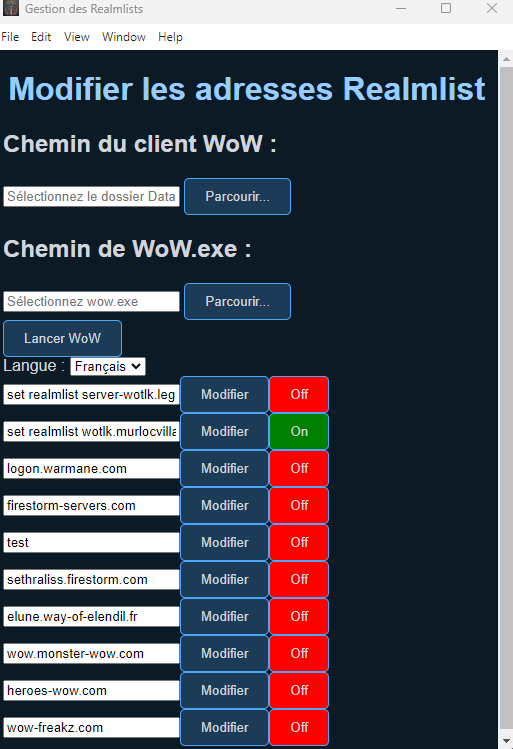 Gestion des Realmlists
File Edit View Window Help
Modifier les adresses Realmlist
Chemin du client WoW :
Sélectionnez le dossier Data Parcourir...
Chemin de WoW.exe :
Sélectionnez wow.exe Parcourir...
Lancer WoW
Langue : Français
set realmlist server-wotlk.leg Modifier Off
set realmlist wotlk.murlocvilla Modifier On
logon.warmane.com Modifier Off
firestorm-servers.com Modifier Off
test Modifier Off
sethraliss.firestorm.com Modifier Off
elune.way-of-elendil.fr Modifier Off
wow.monster-wow.com Modifier Off
heroes-wow.com Modifier Off
wow-freakz.com Modifier Off